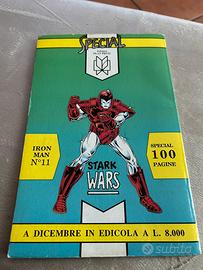 SPECIAL
IRON
MAN
N°11
SPECIAL
100
PAGINE
STARK
WARS
A DICEMBRE IN EDICOLA A L. 8.000
subito